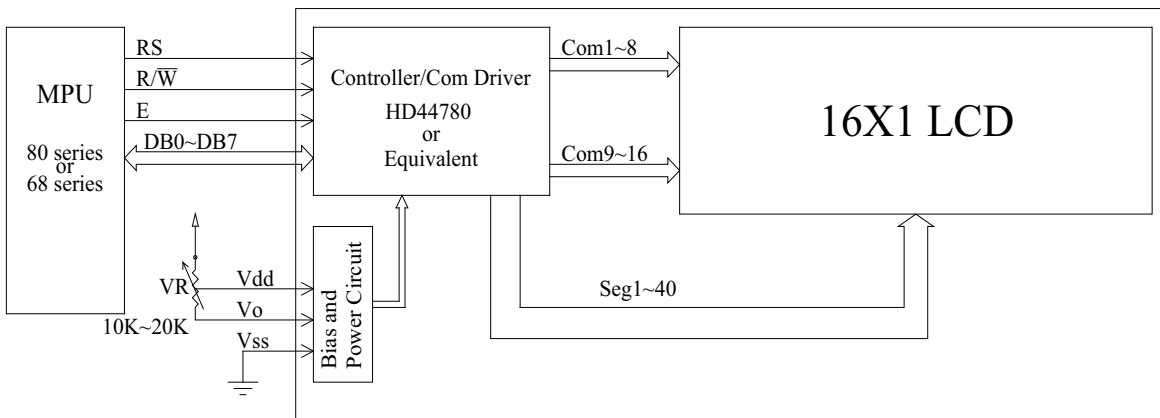 MPU
80 series
or
68 series
RS
R/W̅
E
DB0~DB7
Controller/Com Driver
HD44780
or
Equivalent
Com1~8
Com9~16
16X1 LCD
VR
10K~20K
Vdd
Vo
Vss
Bias and
Power Circuit
Seg1~40